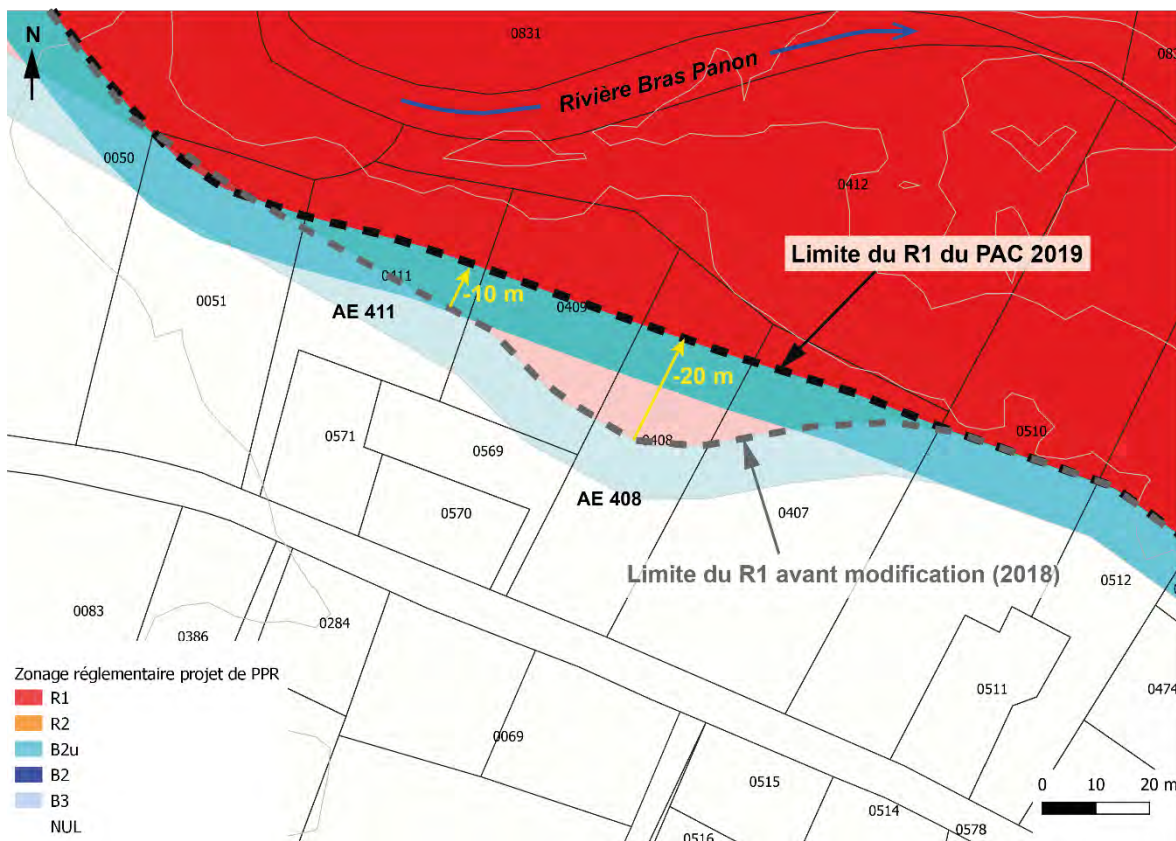 N
0831
083
Rivière Bras Panon
0050
0412
Limite du R1 du PAC 2019
0411
-10 m
0409
0051
AE 411
-20 m
0510
0571
0569
0408
AE 408
0570
0407
Limite du R1 avant modification (2018)
0512
0083
0386
0284
0511
0474
Zonage réglementaire projet de PPR
R1
R2
B2u
B2
B3
NUL
0069
0515
0514
0516
0578
0 10 20 m